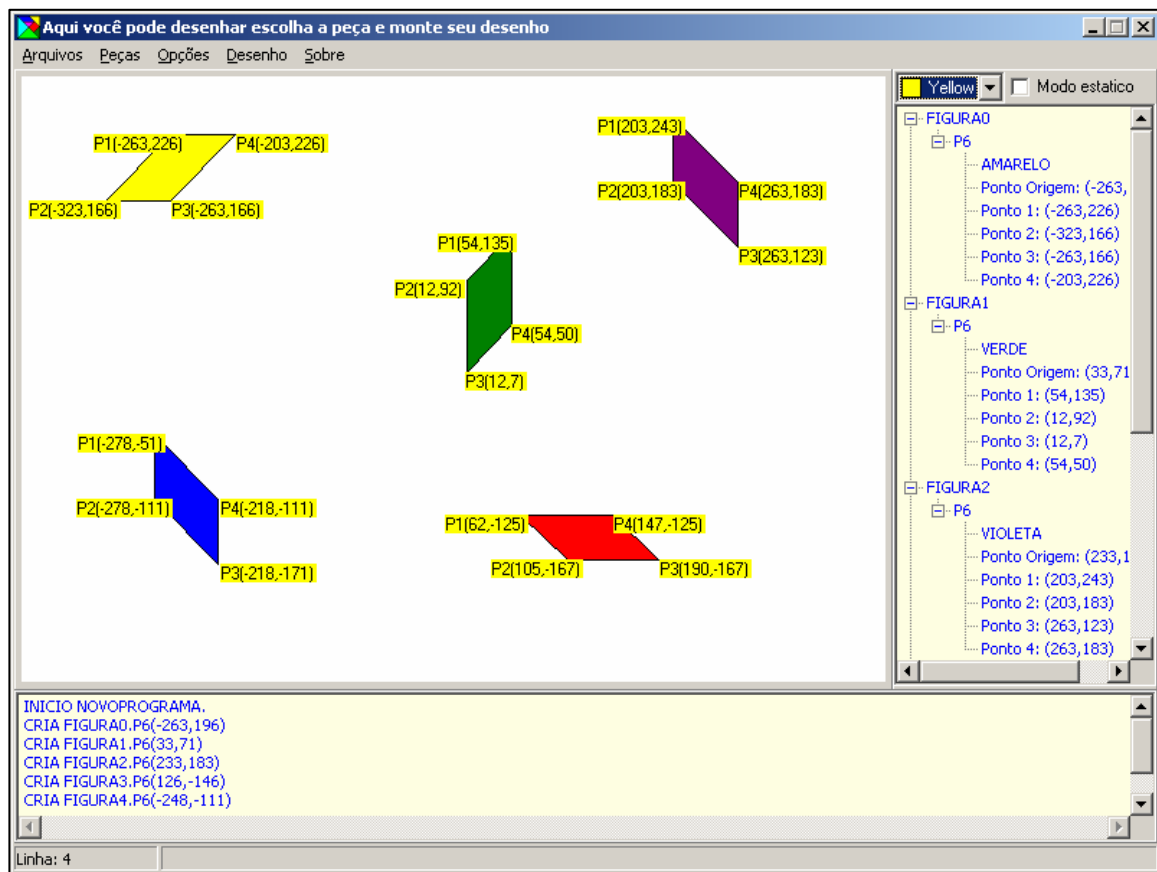 Aqui você pode desenhar escolha a peça e monte seu desenho
Arquivos Peças Opções Desenho Sobre
Yellow Modo estatico
P1(-263,226) P4(-203,226)
P2(-323,166) P3(-263,166)
P1(203,243)
P2(203,183) P4(263,183)
P3(263,123)
P1(54,135)
P2(12,92)
P4(54,50)
P3(12,7)
P1(-278,-51)
P2(-278,-111) P4(-218,-111)
P3(-218,-171)
P1(62,-125) P4(147,-125)
P2(105,-167) P3(190,-167)
FIGURA0
P6
AMARELO
Ponto Origem: (-263,
Ponto 1: (-263,226)
Ponto 2: (-323,166)
Ponto 3: (-263,166)
Ponto 4: (-203,226)
FIGURA1
P6
VERDE
Ponto Origem: (33,71
Ponto 1: (54,135)
Ponto 2: (12,92)
Ponto 3: (12,7)
Ponto 4: (54,50)
FIGURA2
P6
VIOLETA
Ponto Origem: (233,1
Ponto 1: (203,243)
Ponto 2: (203,183)
Ponto 3: (263,123)
Ponto 4: (263,183)
INICIO NOVOPROGRAMA.
CRIA FIGURA0.P6(-263,196)
CRIA FIGURA1.P6(33,71)
CRIA FIGURA2.P6(233,183)
CRIA FIGURA3.P6(126,-146)
CRIA FIGURA4.P6(-248,-111)
Linha: 4